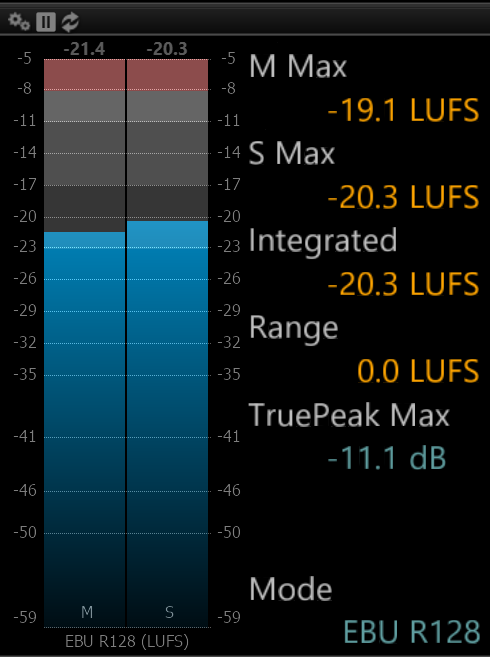 -21.4 -20.3
-5 -5
-8 -8
-11 -11
-14 -14
-17 -17
-20 -20
-23 -23
-26 -26
-29 -29
-32 -32
-35 -35
-41 -41
-46 -46
-50 -50
-59 M S -59
EBU R128 (LUFS)
M Max
-19.1 LUFS
S Max
-20.3 LUFS
Integrated
-20.3 LUFS
Range
0.0 LUFS
TruePeak Max
-11.1 dB
Mode
EBU R128